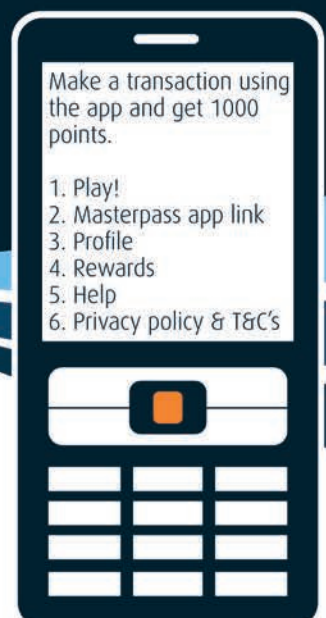 Make a transaction using
the app and get 1000
points.
1. Play!
2. Masterpass app link
3. Profile
4. Rewards
5. Help
6. Privacy policy & T&C's